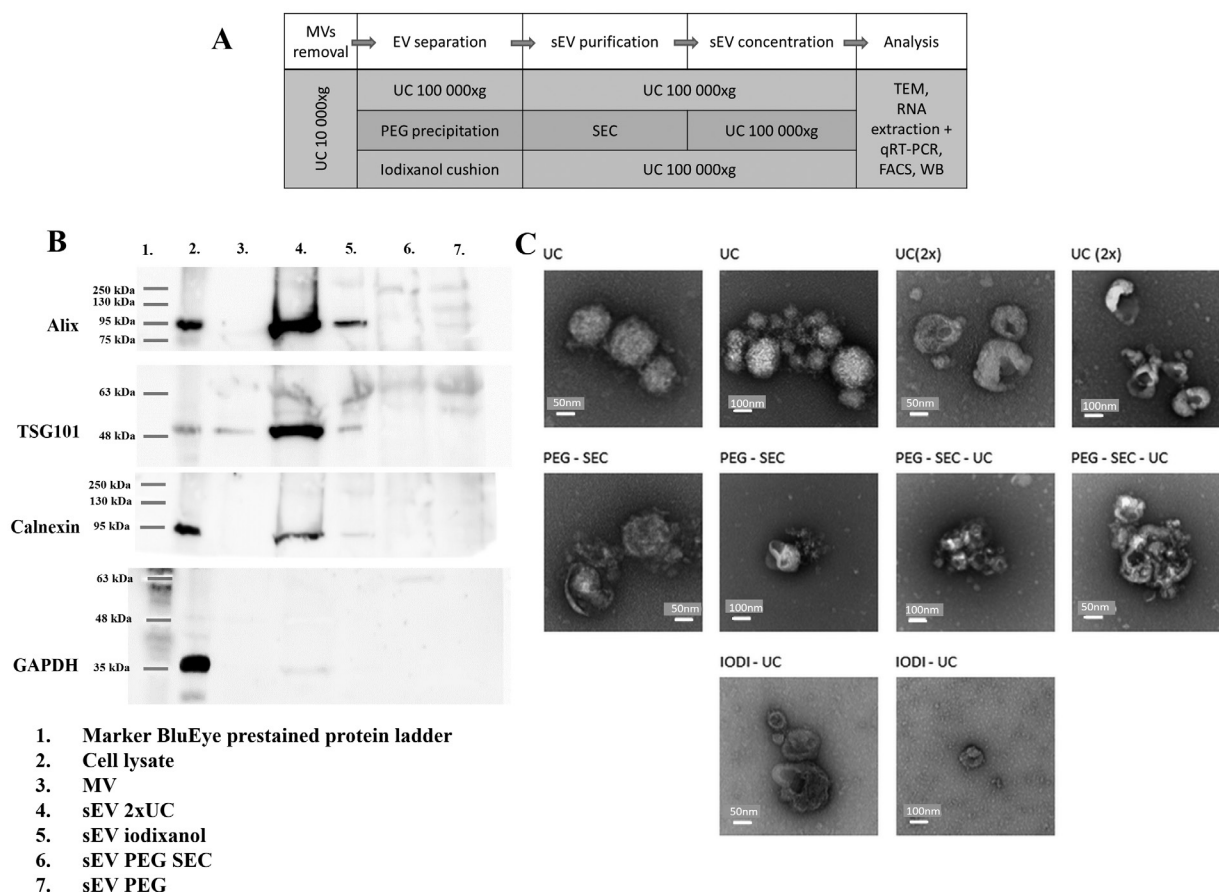 A
MVs removal
EV separation
sEV purification
sEV concentration
Analysis
UC 10 000xg
UC 100 000xg
UC 100 000xg
PEG precipitation
SEC
UC 100 000xg
Iodixanol cushion
UC 100 000xg
TEM,
RNA
extraction +
qRT-PCR,
FACS, WB
B
1. 2. 3. 4. 5. 6. 7.
Alix
250 kDa
130 kDa
95 kDa
75 kDa
TSG101
63 kDa
48 kDa
Calnexin
250 kDa
130 kDa
95 kDa
GAPDH
63 kDa
48 kDa
35 kDa
1. Marker BluEye prestained protein ladder
2. Cell lysate
3. MV
4. sEV 2xUC
5. sEV iodixanol
6. sEV PEG SEC
7. sEV PEG
C
UC
50nm
UC
100nm
UC(2x)
50nm
UC (2x)
100nm
PEG - SEC
50nm
PEG - SEC
100nm
PEG - SEC - UC
100nm
PEG - SEC - UC
50nm
IODI - UC
50nm
IODI - UC
100nm